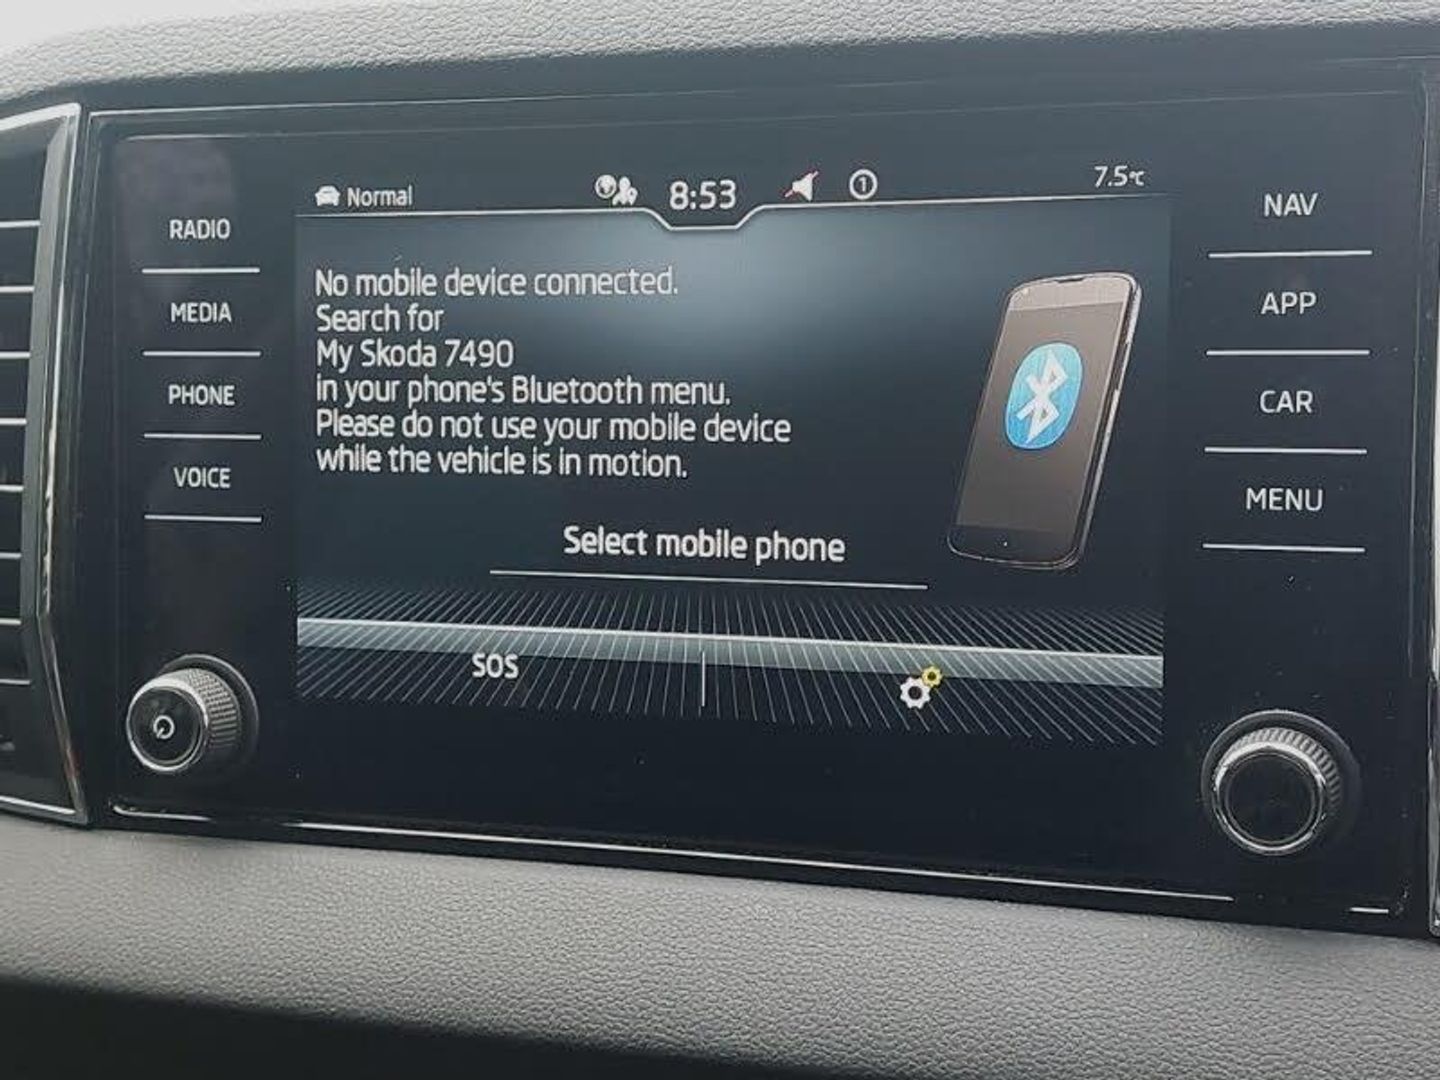 Normal
8:53
1
7.5°C
RADIO
MEDIA
PHONE
VOICE
No mobile device connected.
Search for
My Skoda 7490
in your phone's Bluetooth menu.
Please do not use your mobile device
while the vehicle is in motion.
Select mobile phone
SOS
NAV
APP
CAR
MENU